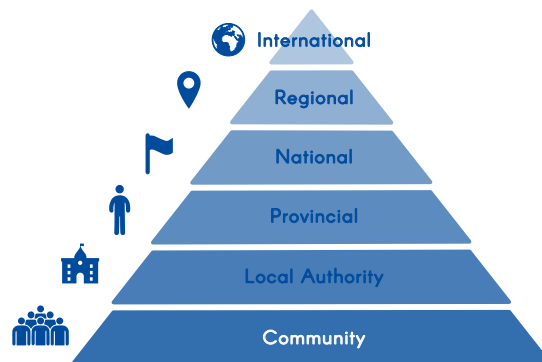 International
Regional
National
Provincial
Local Authority
Community